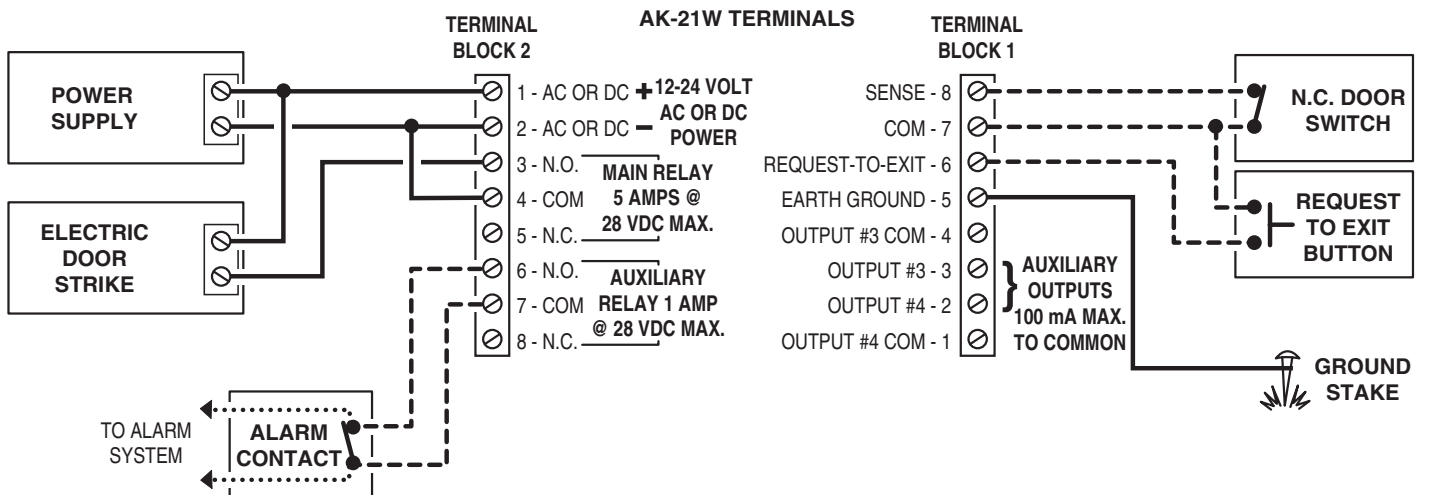 AK-21W TERMINALS
TERMINAL
BLOCK 2
TERMINAL
BLOCK 1
POWER
SUPPLY
ELECTRIC
DOOR
STRIKE
1 - AC OR DC +
2 - AC OR DC −
12-24 VOLT
AC OR DC
POWER
3 - N.O.
4 - COM
5 - N.C.
MAIN RELAY
5 AMPS @
28 VDC MAX.
6 - N.O.
7 - COM
8 - N.C.
AUXILIARY
RELAY 1 AMP
@ 28 VDC MAX.
TO ALARM
SYSTEM
ALARM
CONTACT
SENSE - 8
COM - 7
REQUEST-TO-EXIT - 6
EARTH GROUND - 5
OUTPUT #3 COM - 4
OUTPUT #3 - 3
OUTPUT #4 - 2
OUTPUT #4 COM - 1
AUXILIARY
OUTPUTS
100 mA MAX.
TO COMMON
N.C. DOOR
SWITCH
REQUEST
TO EXIT
BUTTON
GROUND
STAKE